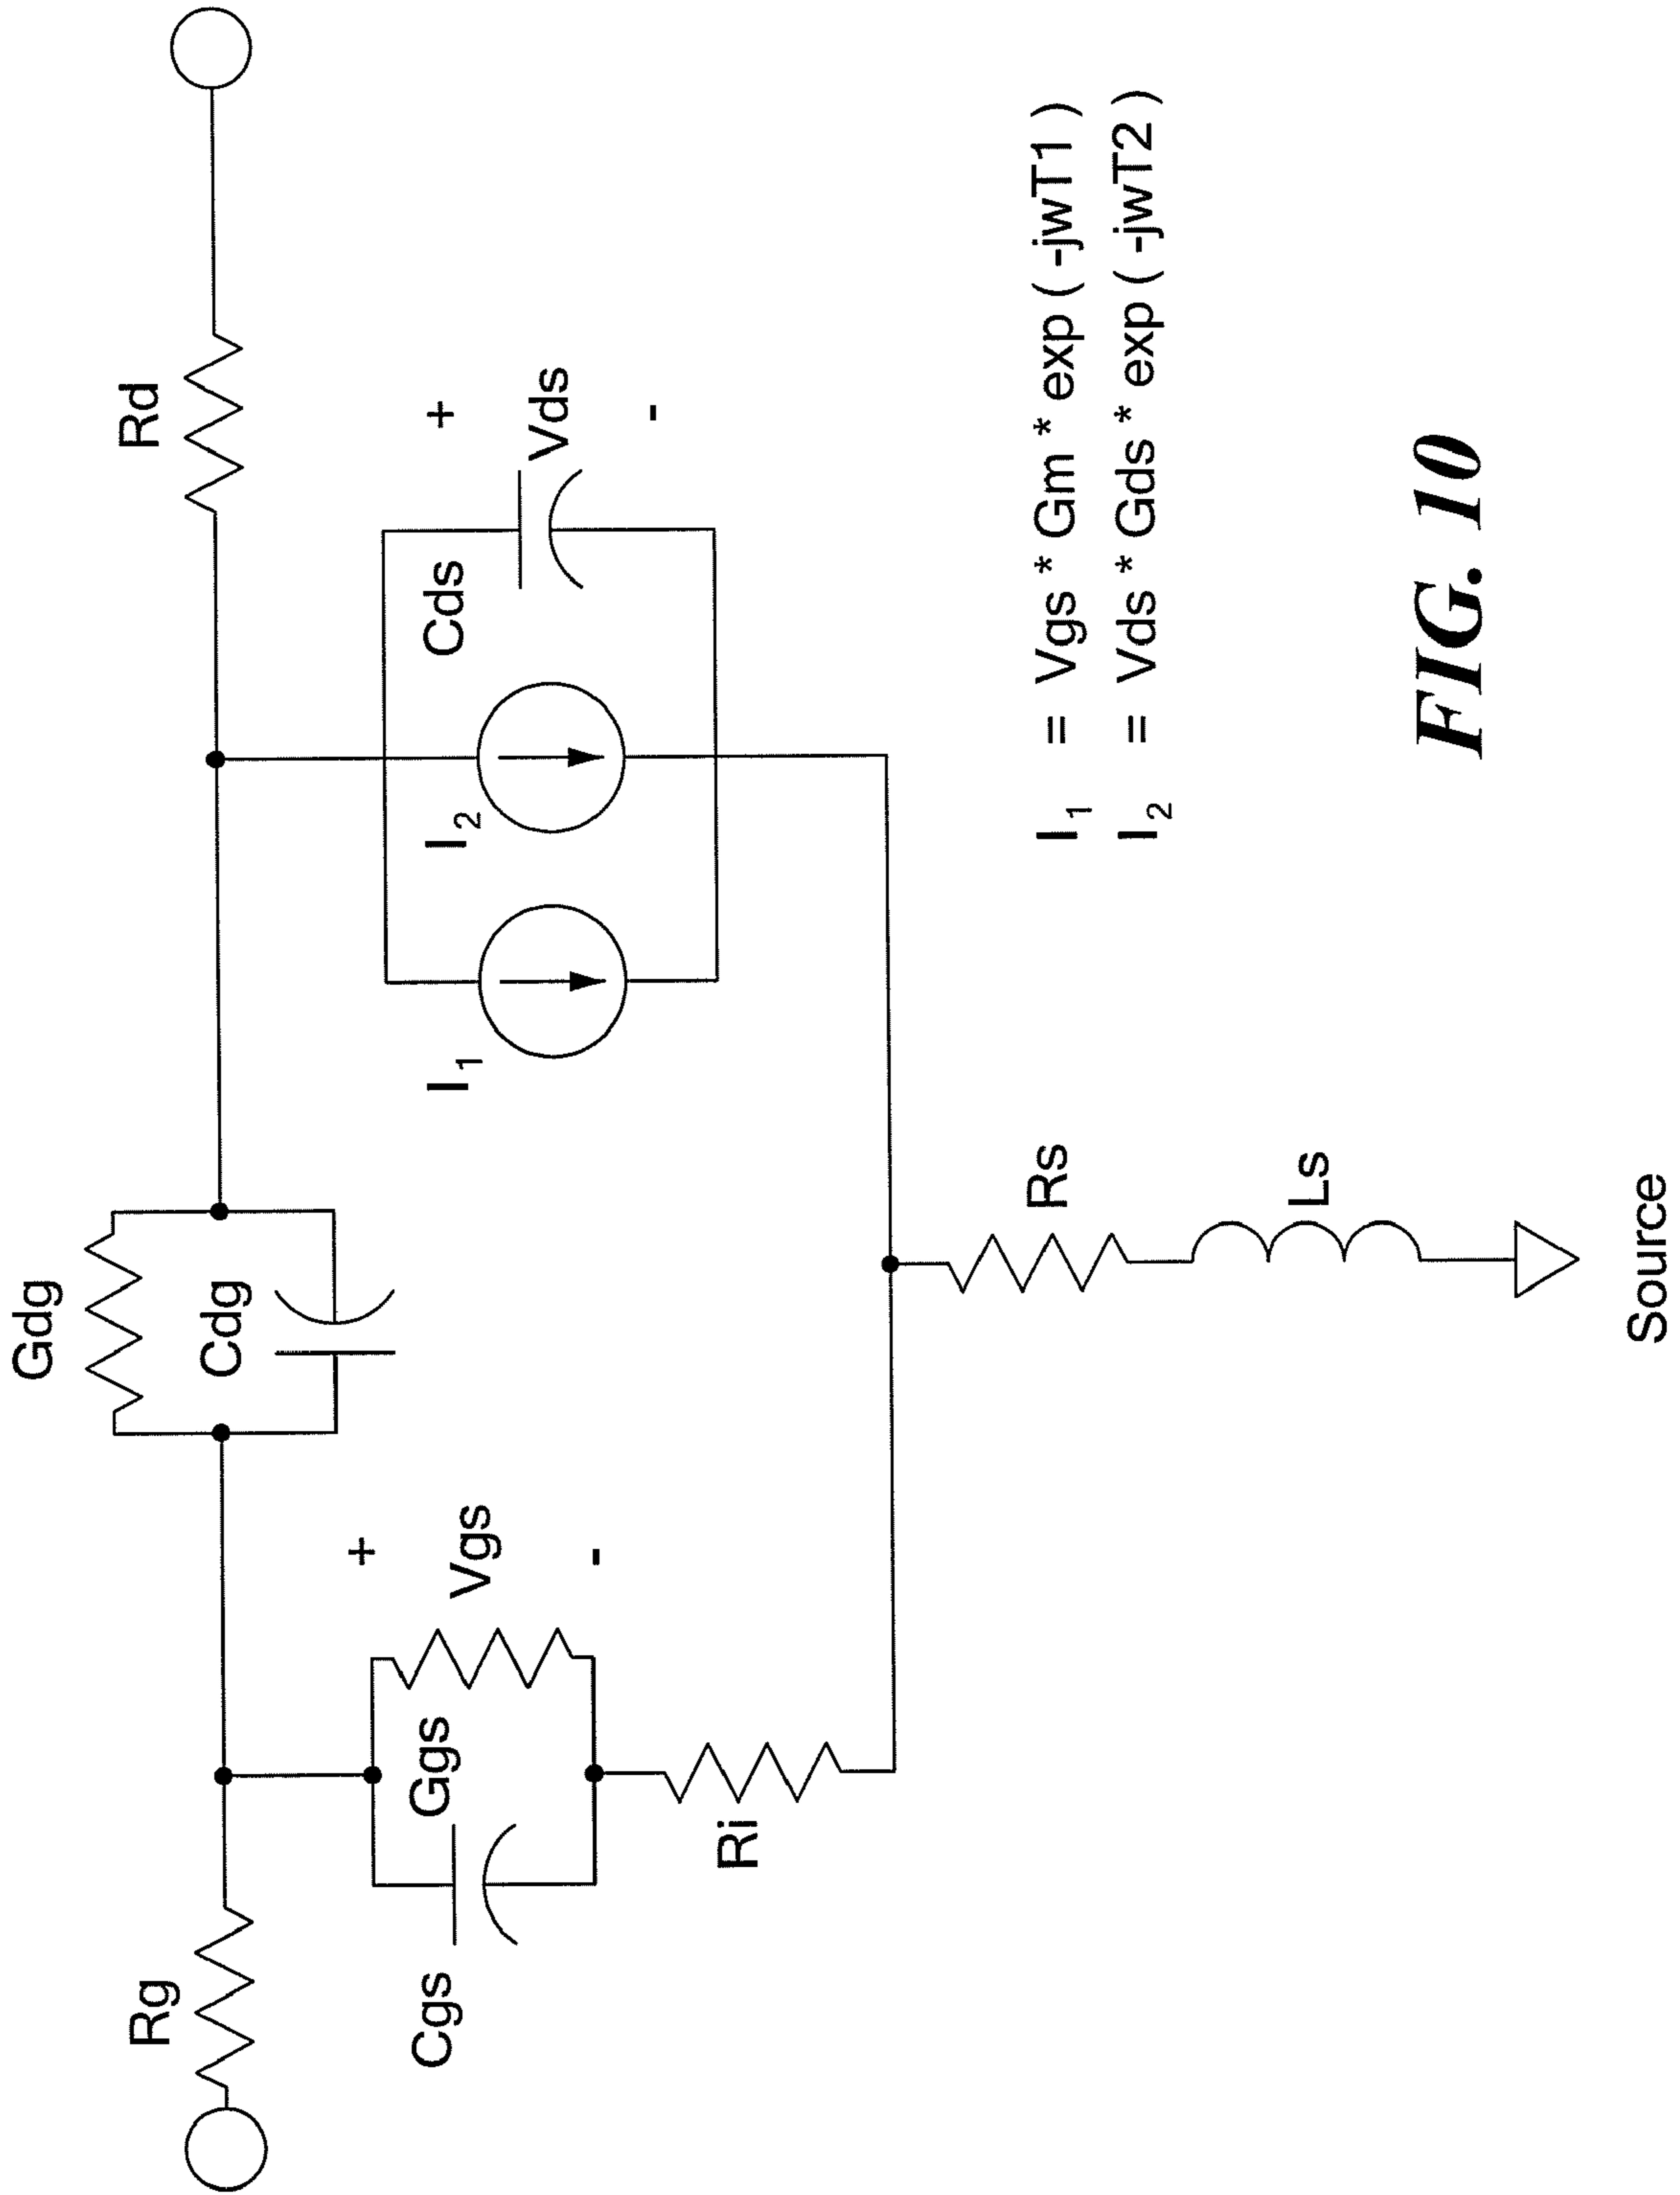 Gdg
Rg
Cdg
Rd
Cgs
Ggs
+
Vgs
-
I1
I2
Cds
+
Vds
-
Ri
Rs
Ls
Source
I1 = Vgs * Gm * exp ( -jwT1 )
I2 = Vds * Gds * exp ( -jwT2 )
FIG. 10